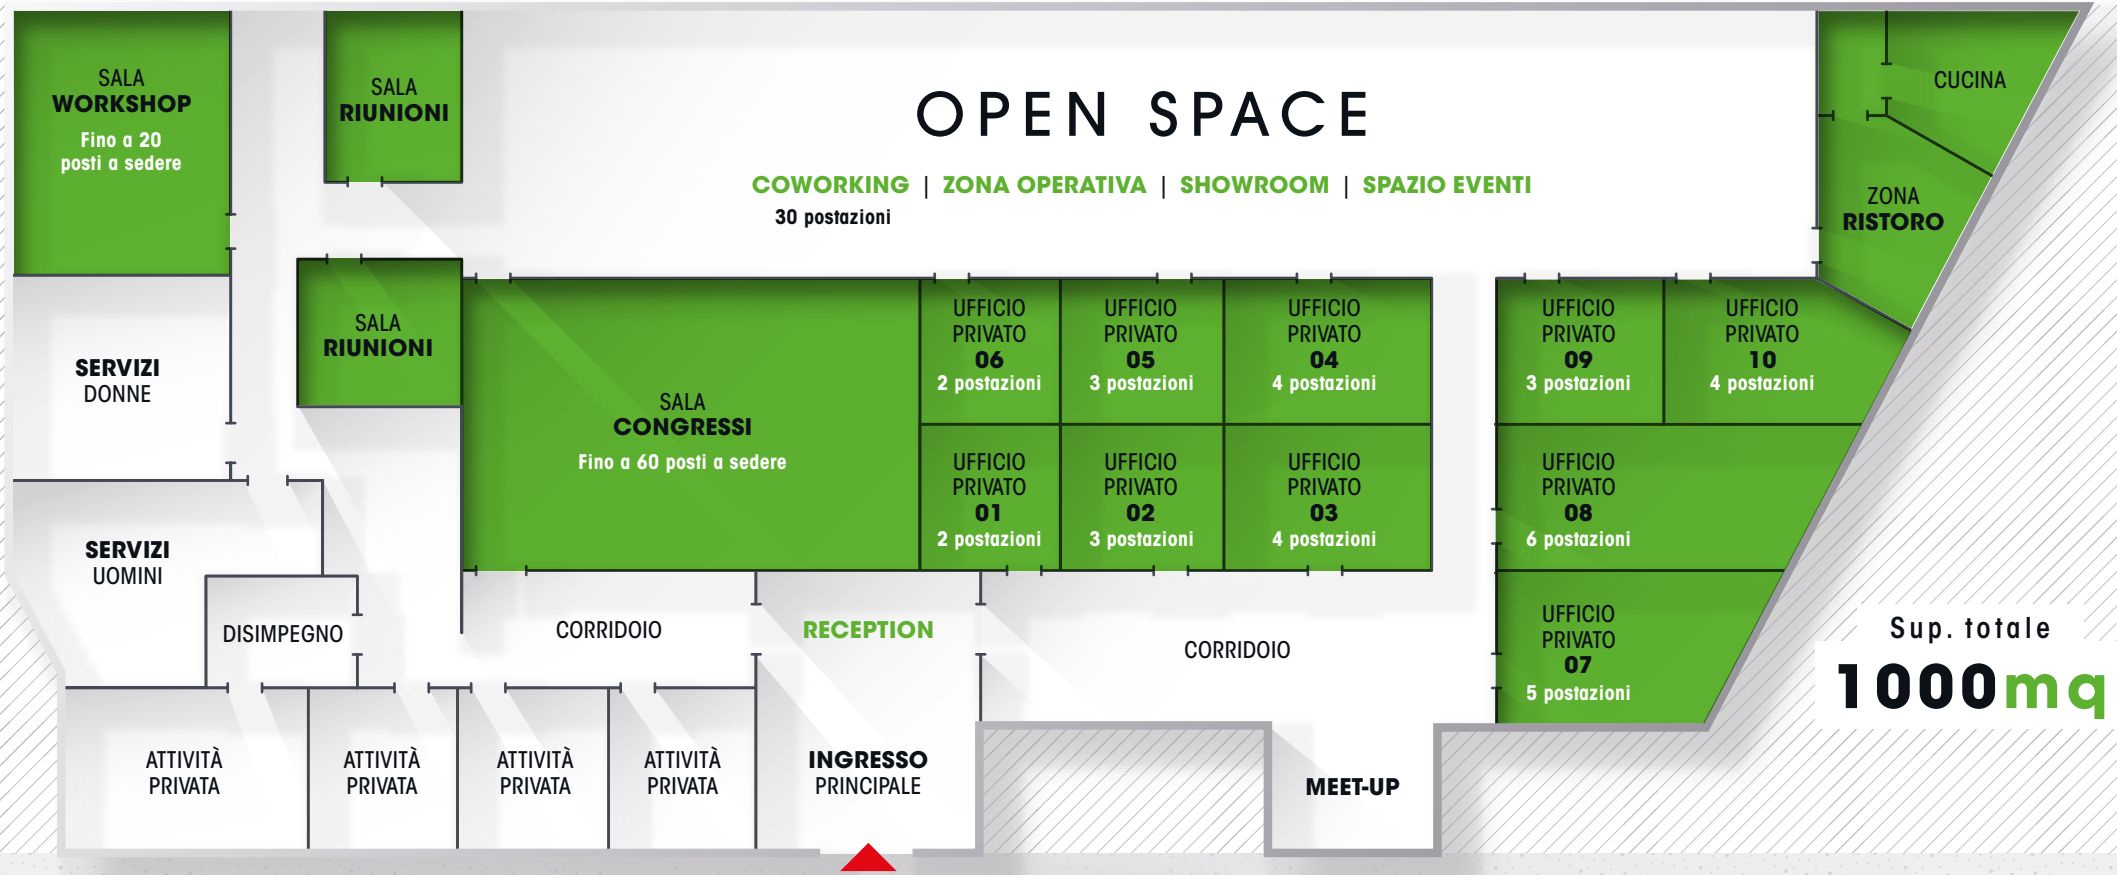 SALA
WORKSHOP
Fino a 20
posti a sedere
SALA
RIUNIONI
OPEN SPACE
COWORKING | ZONA OPERATIVA | SHOWROOM | SPAZIO EVENTI
30 postazioni
CUCINA
ZONA
RISTORO
SERVIZI
DONNE
SALA
RIUNIONI
SALA
CONGRESSI
Fino a 60 posti a sedere
UFFICIO
PRIVATO
06
2 postazioni
UFFICIO
PRIVATO
05
3 postazioni
UFFICIO
PRIVATO
04
4 postazioni
UFFICIO
PRIVATO
09
3 postazioni
UFFICIO
PRIVATO
10
4 postazioni
UFFICIO
PRIVATO
01
2 postazioni
UFFICIO
PRIVATO
02
3 postazioni
UFFICIO
PRIVATO
03
4 postazioni
UFFICIO
PRIVATO
08
6 postazioni
SERVIZI
UOMINI
DISIMPEGNO
CORRIDOIO
RECEPTION
CORRIDOIO
UFFICIO
PRIVATO
07
5 postazioni
Sup. totale
1000mq
ATTIVITÀ
PRIVATA
ATTIVITÀ
PRIVATA
ATTIVITÀ
PRIVATA
ATTIVITÀ
PRIVATA
INGRESSO
PRINCIPALE
MEET-UP